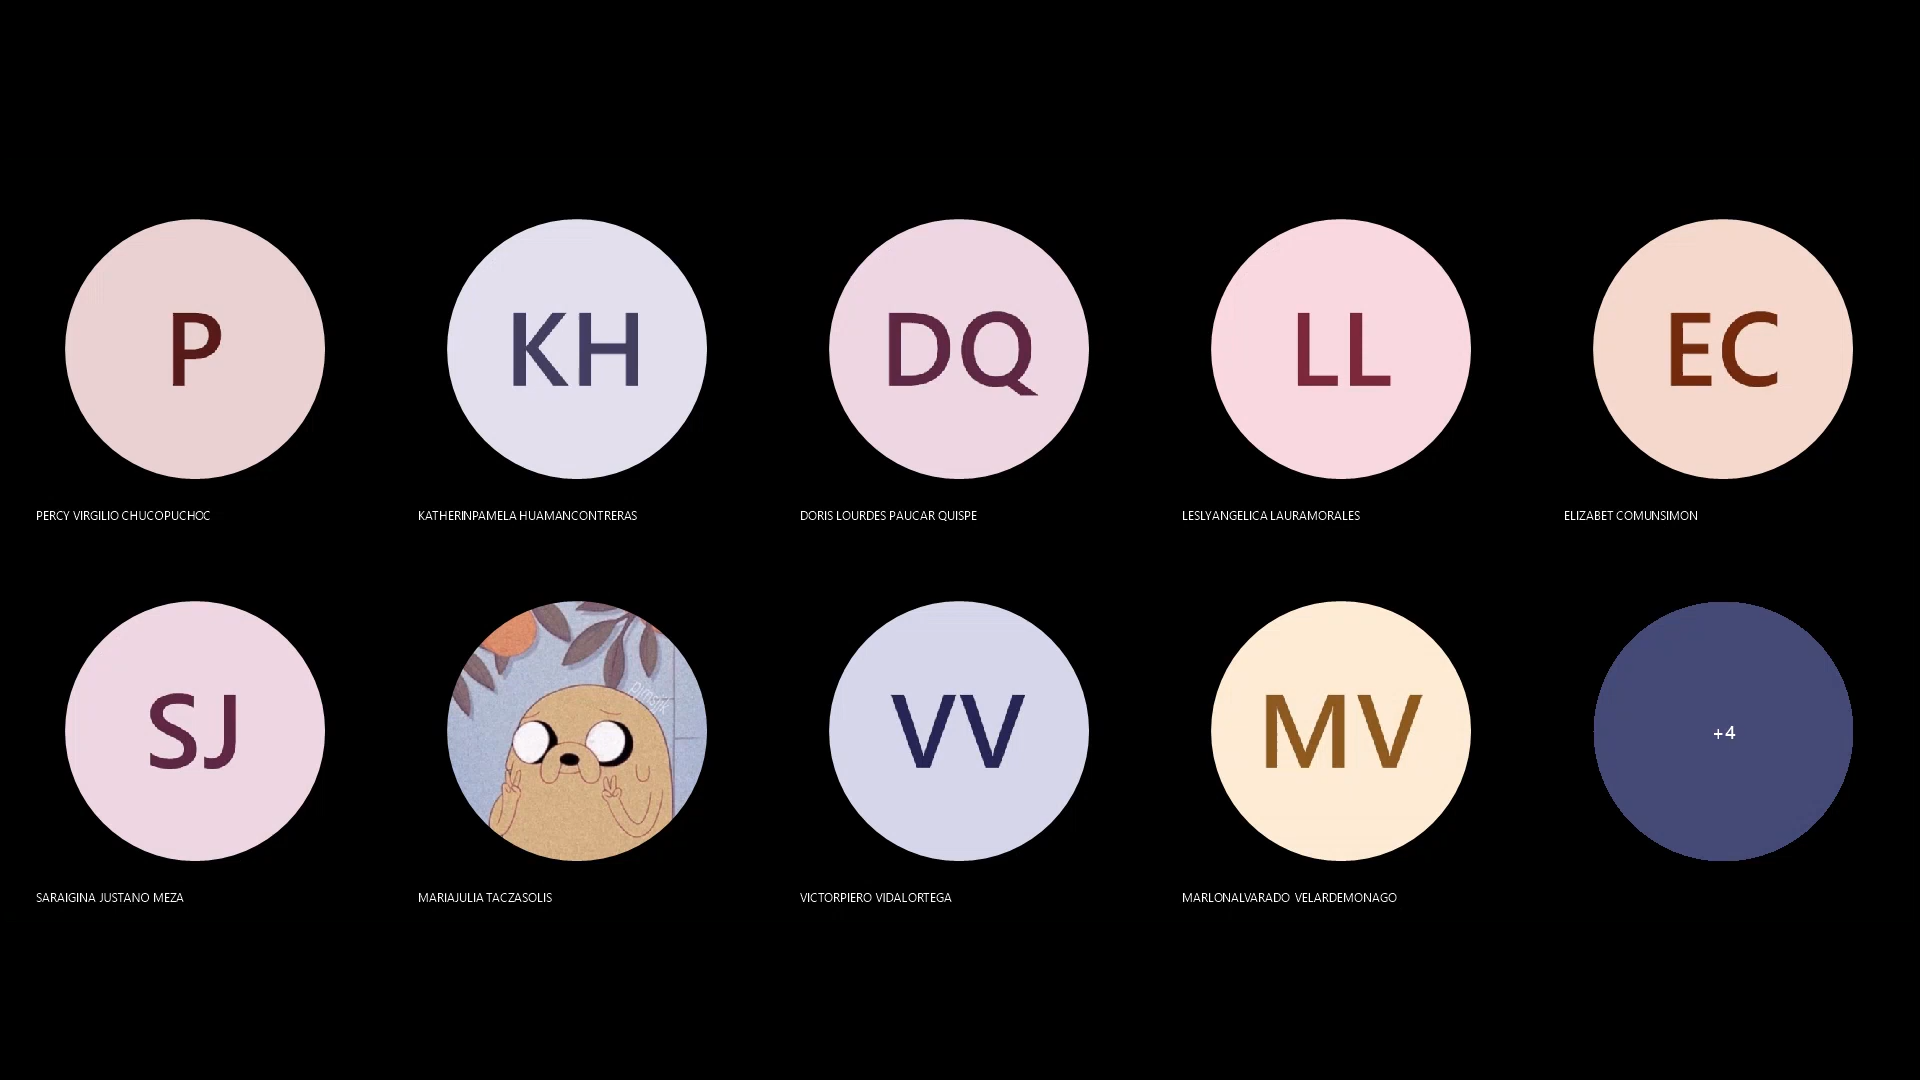 P
KH
DQ
LL
EC
PERCY VIRGILIO CHUCOPUCHOC
KATHERINPAMELA HUAMANCONTRERAS
DORIS LOURDES PAUCAR QUISPE
LESLYANGELICA LAURAMORALES
ELIZABET COMUNSIMON
SJ
VV
MV
+4
SARAIGINA JUSTANO MEZA
MARIAJULIA TACZASOLIS
VICTORPIERO VIDALORTEGA
MARLONALVARADO VELARDEMONAGO